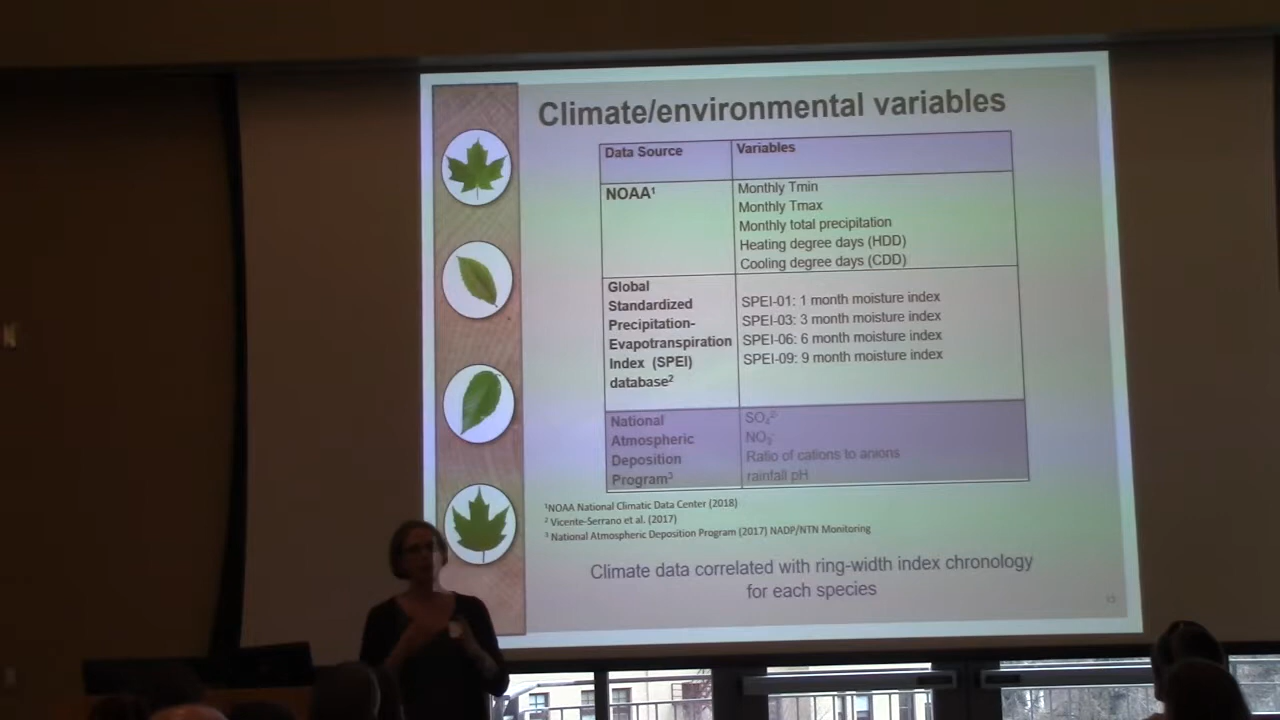 Climate/environmental variables
Data Source
Variables
NOAA¹
Monthly Tmin
Monthly Tmax
Monthly total precipitation
Heating degree days (HDD)
Cooling degree days (CDD)
Global
Standardized
Precipitation-
Evapotranspiration
Index (SPEI)
database²
SPEI-01: 1 month moisture index
SPEI-03: 3 month moisture index
SPEI-06: 6 month moisture index
SPEI-09: 9 month moisture index
National
Atmospheric
Deposition
Program³
SO₄²⁻
NO₃⁻
Ratio of cations to anions
rainfall pH
¹NOAA National Climatic Data Center (2018)
² Vicente-Serrano et al. (2017)
³ National Atmospheric Deposition Program (2017) NADP/NTN Monitoring
Climate data correlated with ring-width index chronology
for each species